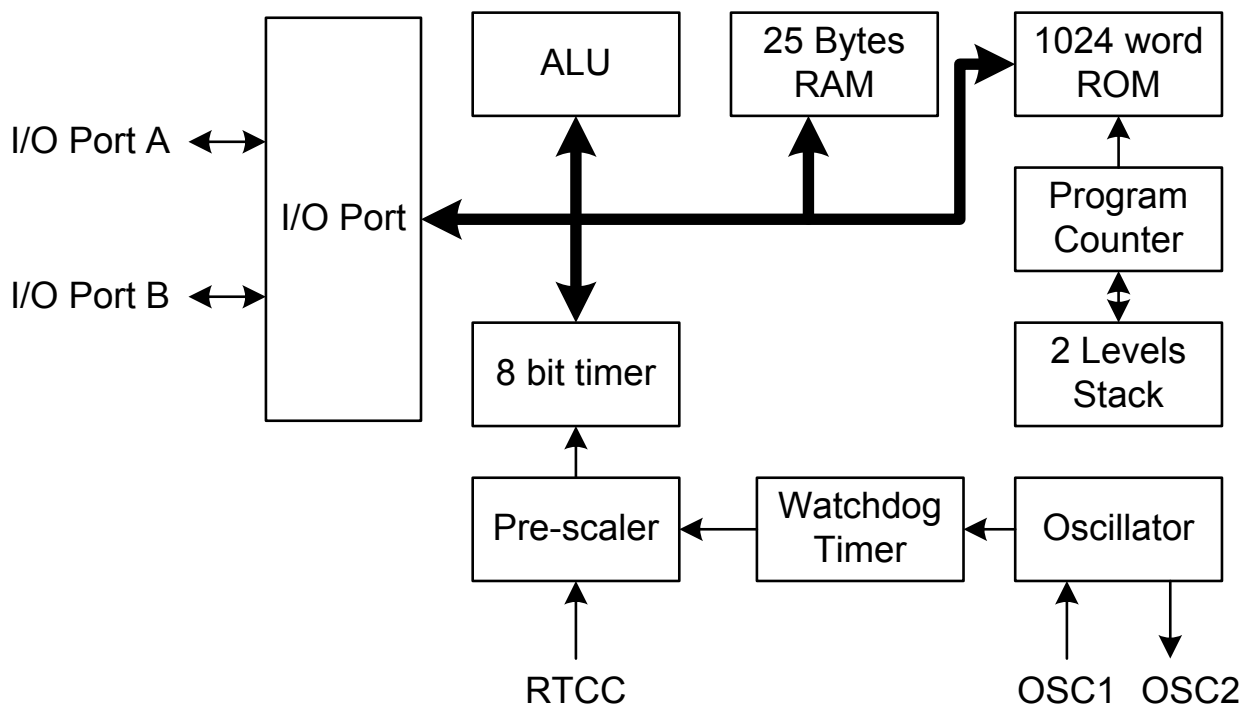 ALU
25 Bytes
RAM
1024 word
ROM
I/O Port A
I/O Port
I/O Port B
Program
Counter
8 bit timer
2 Levels
Stack
Pre-scaler
Watchdog
Timer
Oscillator
RTCC
OSC1
OSC2